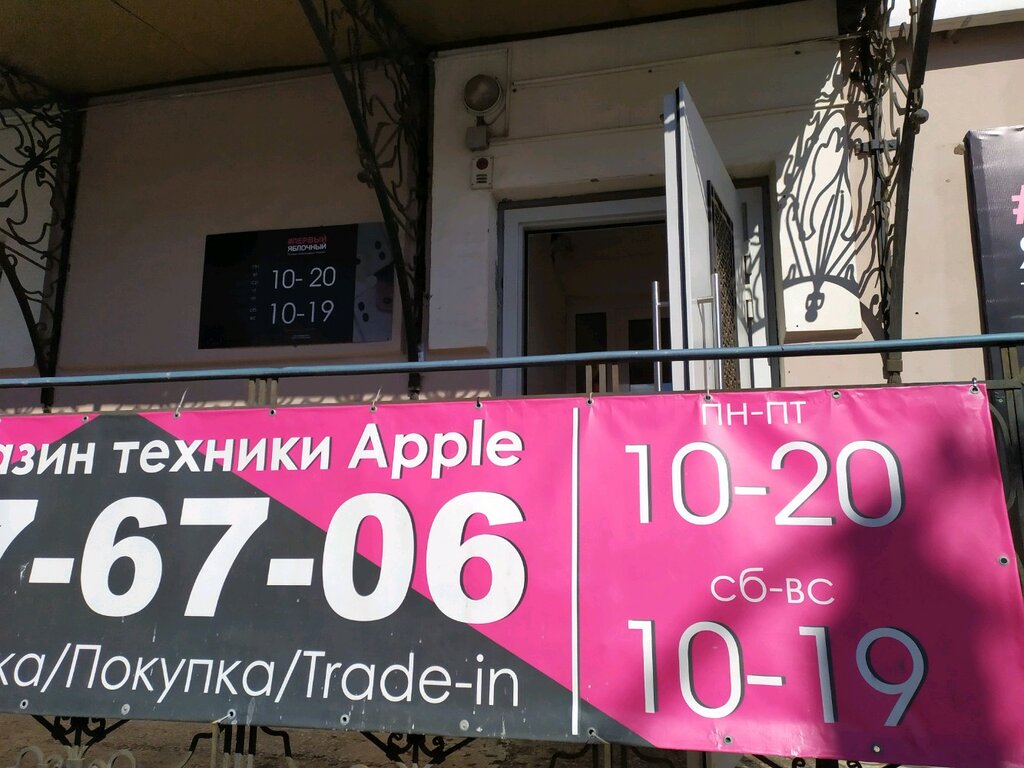 #ПЕРВЫЙ
ЯБЛОЧНЫЙ
10-20
10-19
азин техники Apple
7-67-06
ка/Покупка/Trade-in
пн-пт
10-20
сб-вс
10-19